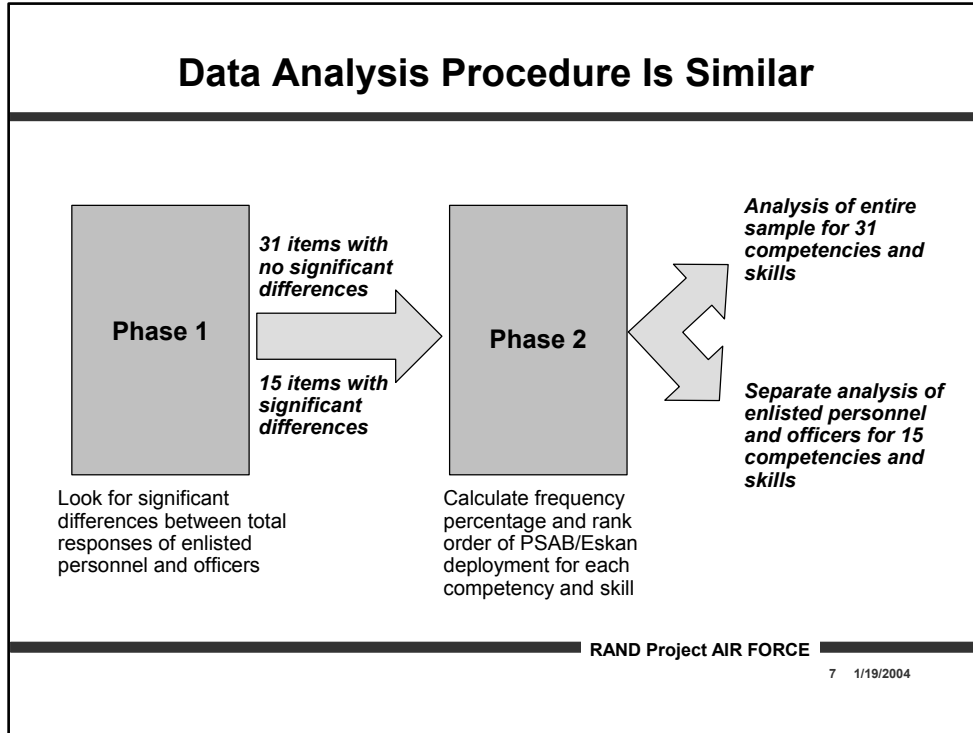 Data Analysis Procedure Is Similar
Phase 1
Look for significant
differences between total
responses of enlisted
personnel and officers
31 items with
no significant
differences
15 items with
significant
differences
Phase 2
Calculate frequency
percentage and rank
order of PSAB/Eskan
deployment for each
competency and skill
Analysis of entire
sample for 31
competencies and
skills
Separate analysis of
enlisted personnel
and officers for 15
competencies and
skills
RAND Project AIR FORCE
7 1/19/2004